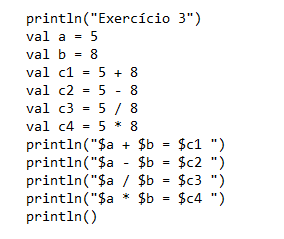 println("Exercício 3")
val a = 5
val b = 8
val c1 = 5 + 8
val c2 = 5 - 8
val c3 = 5 / 8
val c4 = 5 * 8
println("$a + $b = $c1 ")
println("$a - $b = $c2 ")
println("$a / $b = $c3 ")
println("$a * $b = $c4 ")
println()